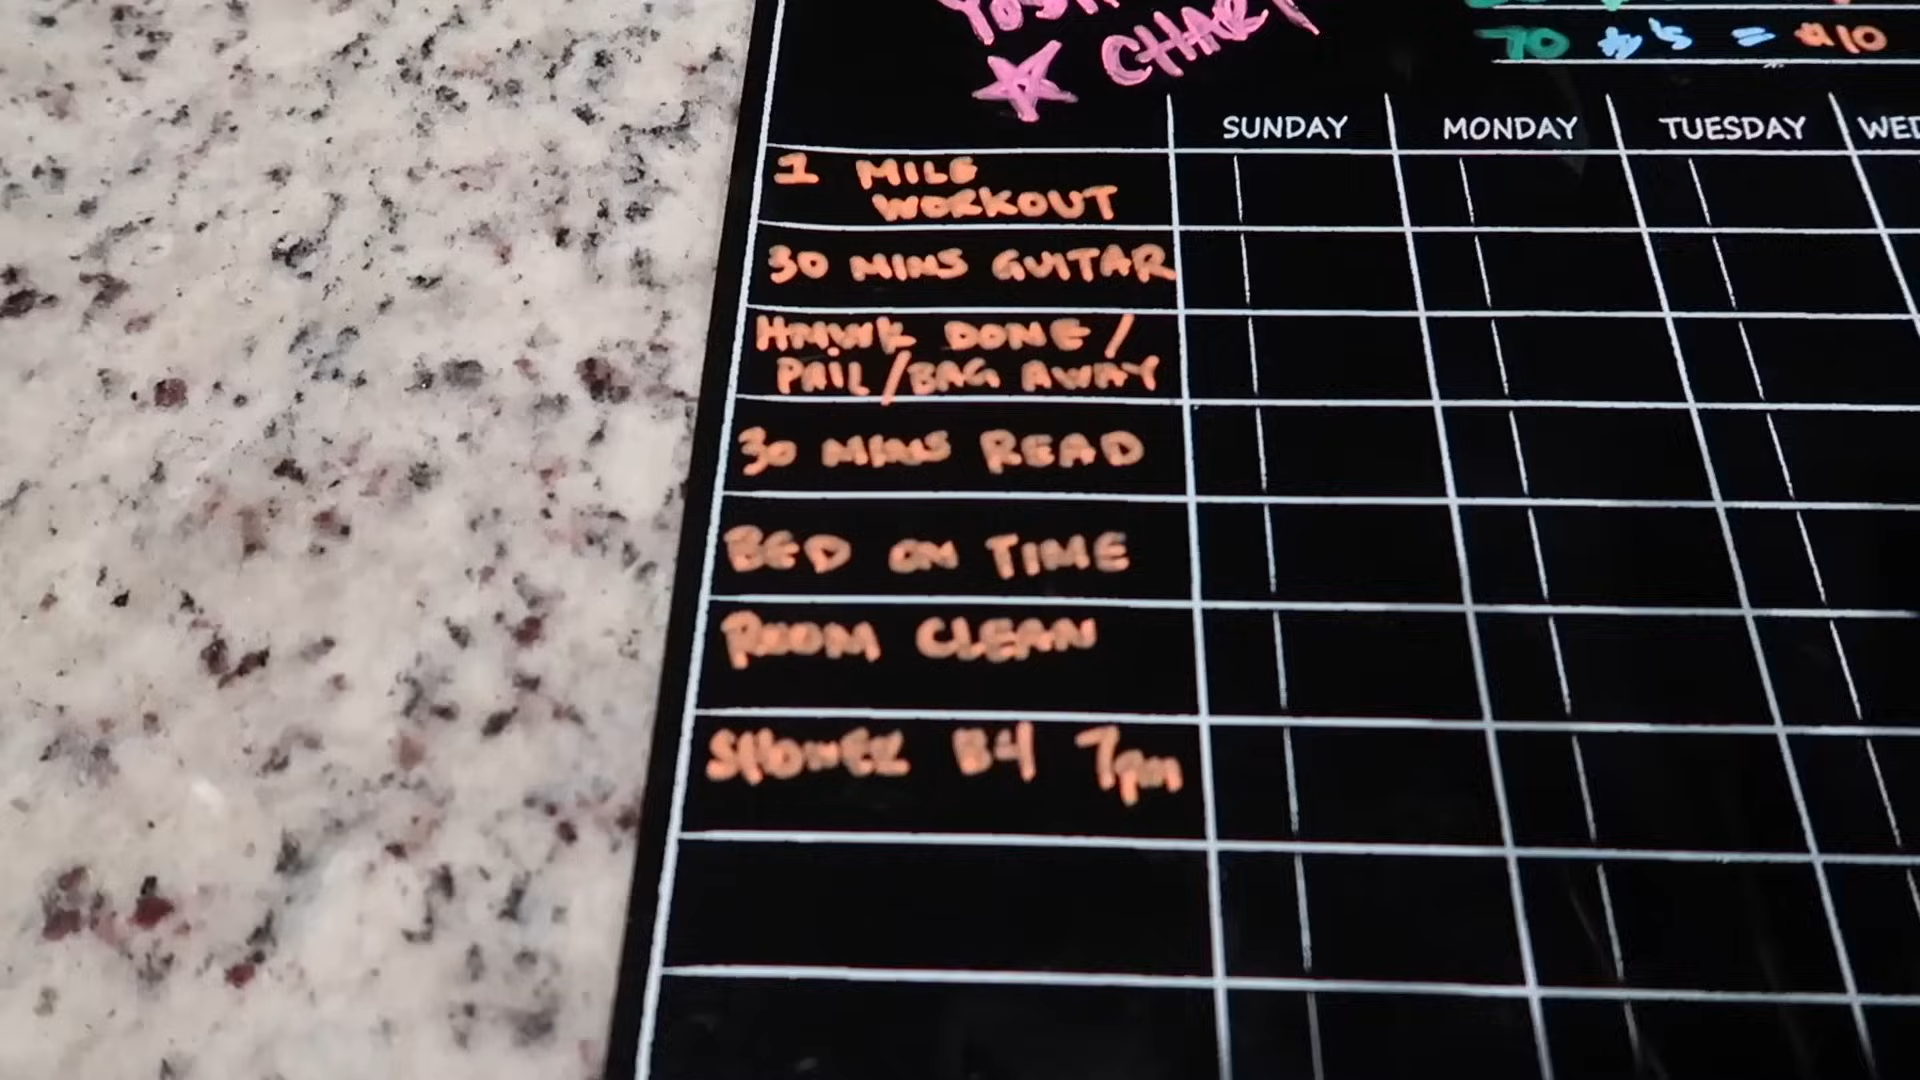 CHART
70 ☆'s = $10
SUNDAY MONDAY TUESDAY
1 MILE
WORKOUT
30 MINS GUITAR
HMWK DONE /
PAIL / BAG AWAY
30 MINS READ
BED ON TIME
ROOM CLEAN
SHOWER B4 7pm